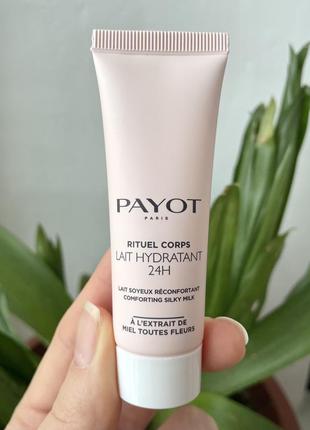 PAYOT
PARIS
RITUEL CORPS
LAIT HYDRATANT
24H
LAIT SOYEUX RÉCONFORTANT
COMFORTING SILKY MILK
À L'EXTRAIT DE
MIEL TOUTES FLEURS